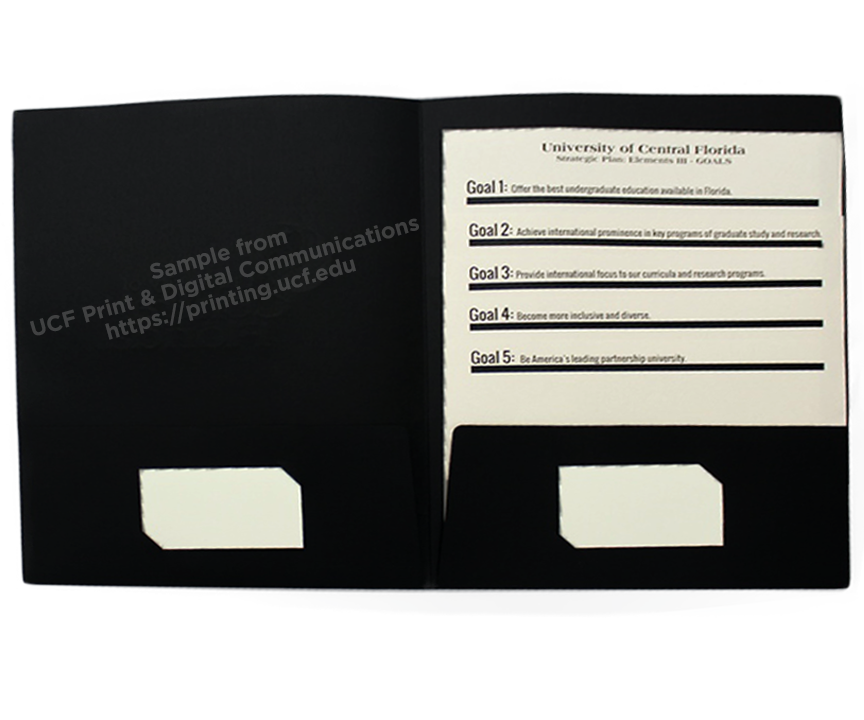 Sample from
UCF Print & Digital Communications
https://printing.ucf.edu
University of Central Florida
Strategic Plan: Elements III - GOALS
Goal 1: Offer the best undergraduate education available in Florida.
Goal 2: Achieve international prominence in key programs of graduate study and research.
Goal 3: Provide international focus to our curricula and research programs.
Goal 4: Become more inclusive and diverse.
Goal 5: Be America's leading partnership university.